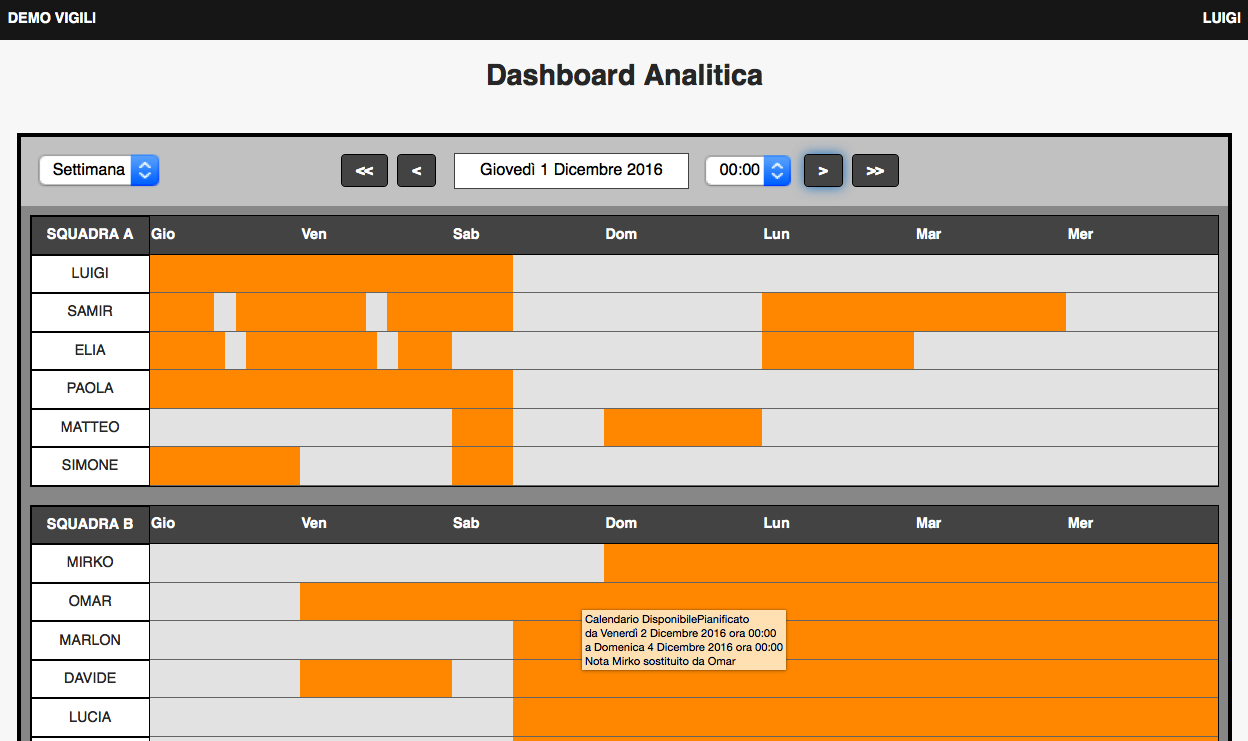 DEMO VIGILI LUIGI
Dashboard Analitica
Settimana << < Giovedì 1 Dicembre 2016 00:00 > >>
SQUADRA A Gio Ven Sab Dom Lun Mar Mer
LUIGI
SAMIR
ELIA
PAOLA
MATTEO
SIMONE
SQUADRA B Gio Ven Sab Dom Lun Mar Mer
MIRKO
OMAR
Calendario DisponibilePianificato
da Venerdì 2 Dicembre 2016 ora 00:00
a Domenica 4 Dicembre 2016 ora 00:00
Nota Mirko sostituito da Omar
MARLON
DAVIDE
LUCIA